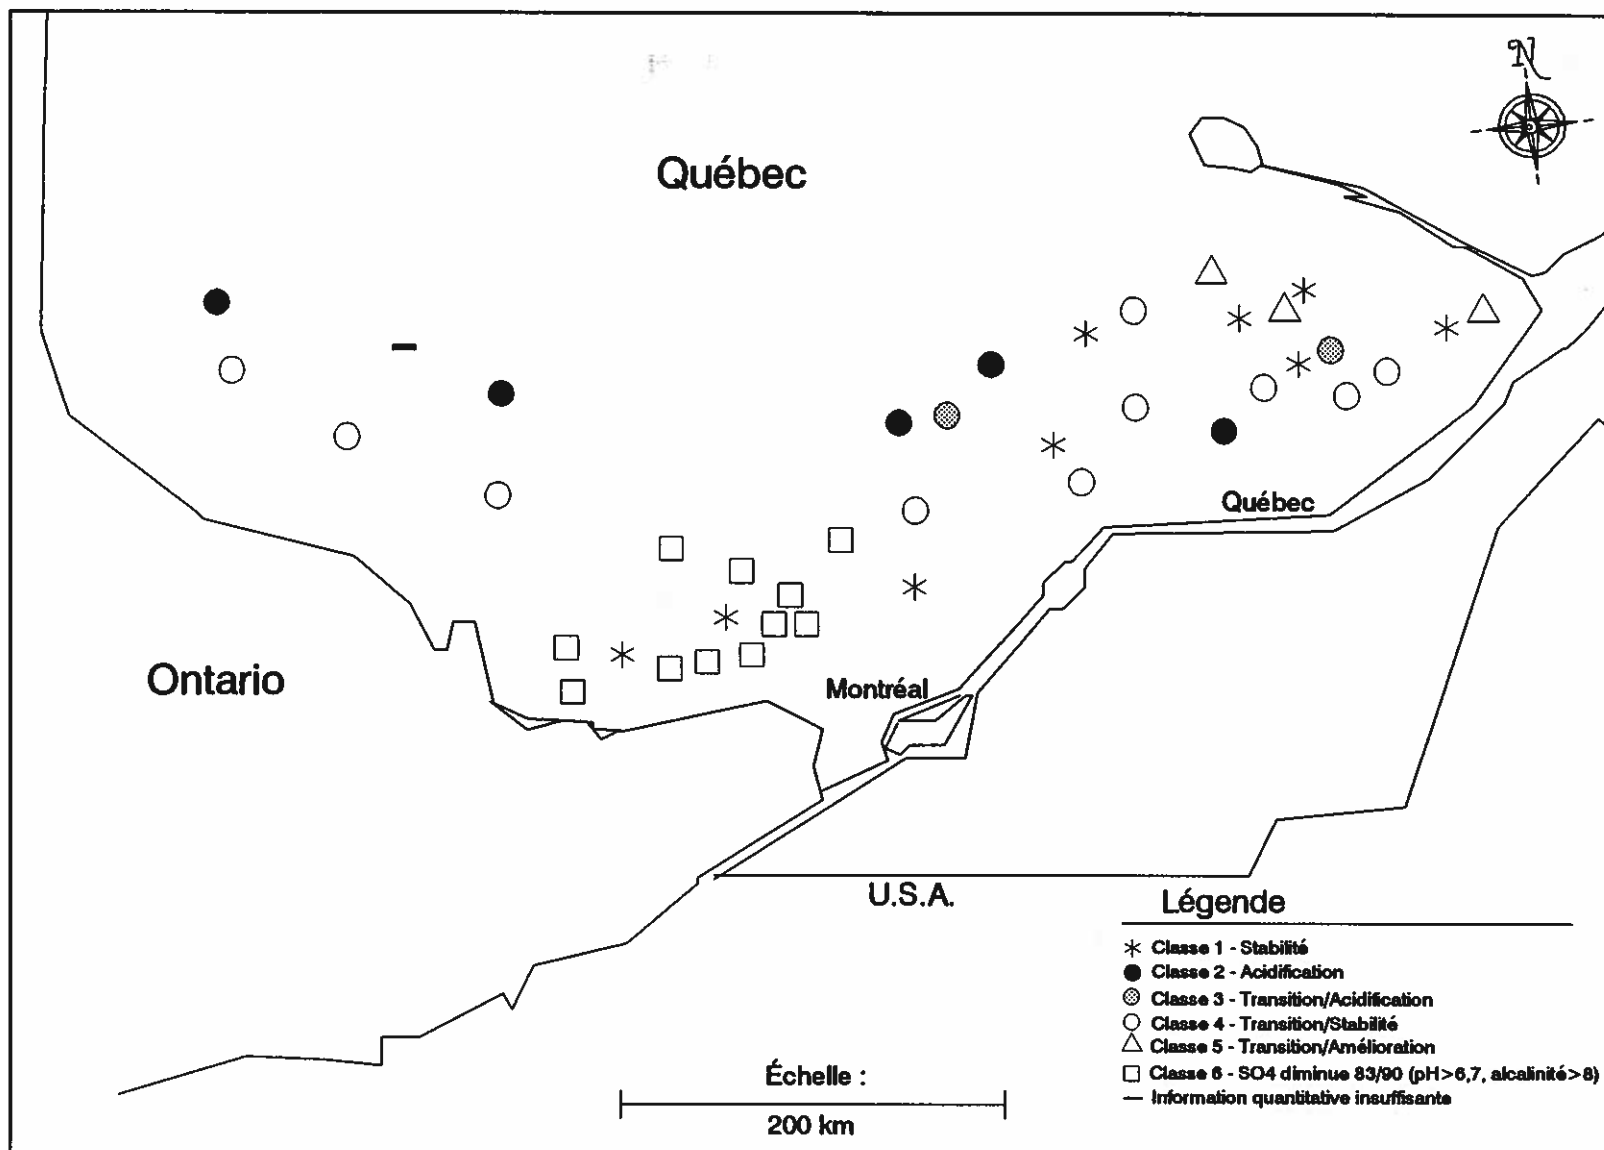 N
Québec
Québec
Ontario
Montréal
U.S.A.
Légende
Classe 1 - Stabilité
Classe 2 - Acidification
Classe 3 - Transition/Acidification
Classe 4 - Transition/Stabilité
Classe 5 - Transition/Amélioration
Classe 6 - SO4 diminue 83/90 (pH>6,7, alcalinité>8)
Information quantitative insuffisante
Échelle :
200 km